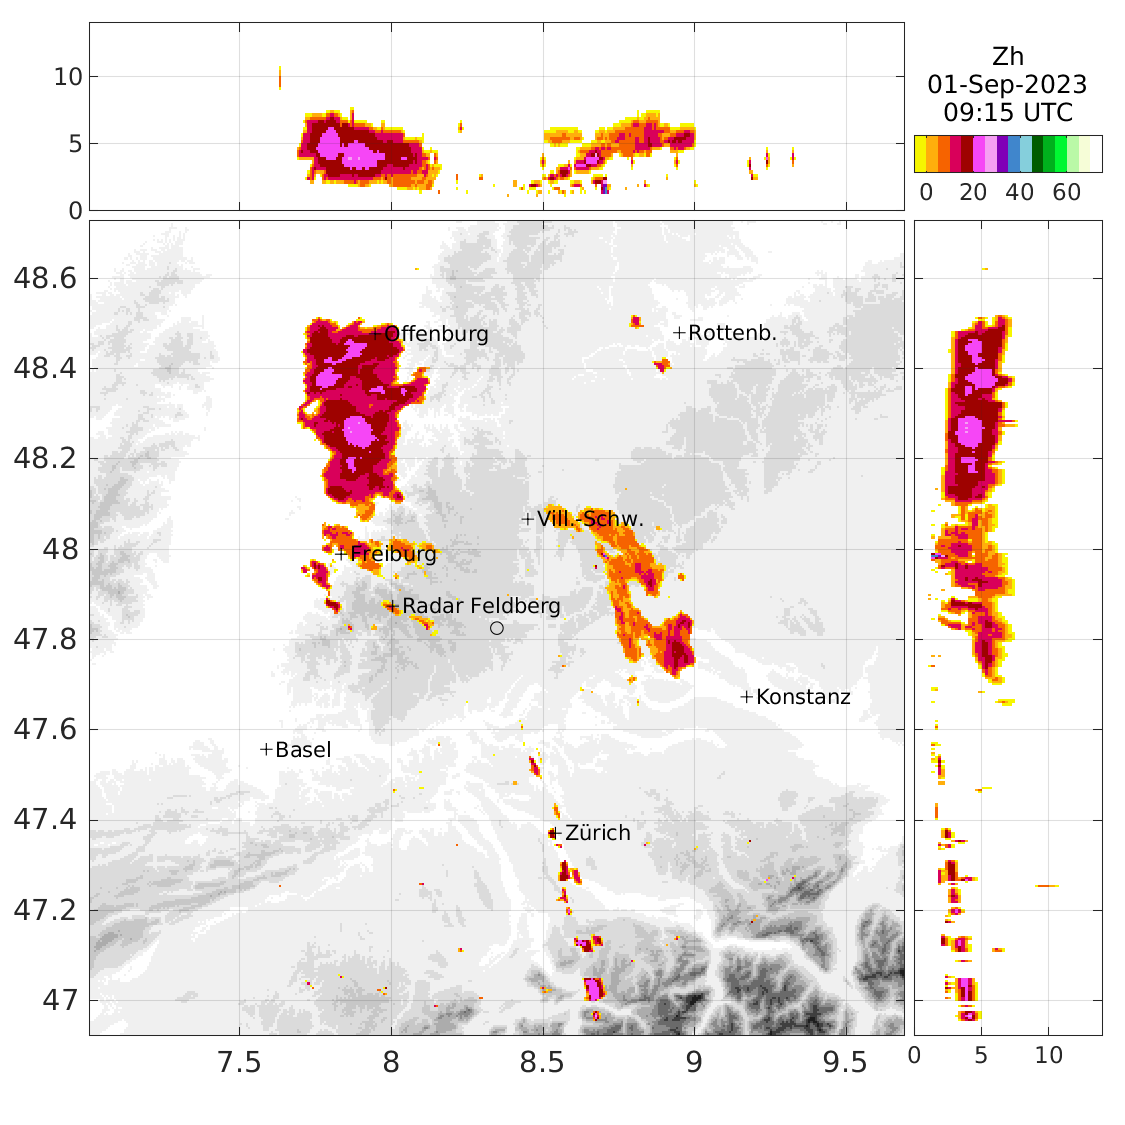 10
5
0
Zh
01-Sep-2023
09:15 UTC
0 20 40 60
48.6
48.4
48.2
48
47.8
47.6
47.4
47.2
47
+Offenburg
+Rottenb.
+Vill.-Schw.
+Freiburg
+Radar Feldberg
+Konstanz
+Basel
+Zürich
7.5 8 8.5 9 9.5
0 5 10